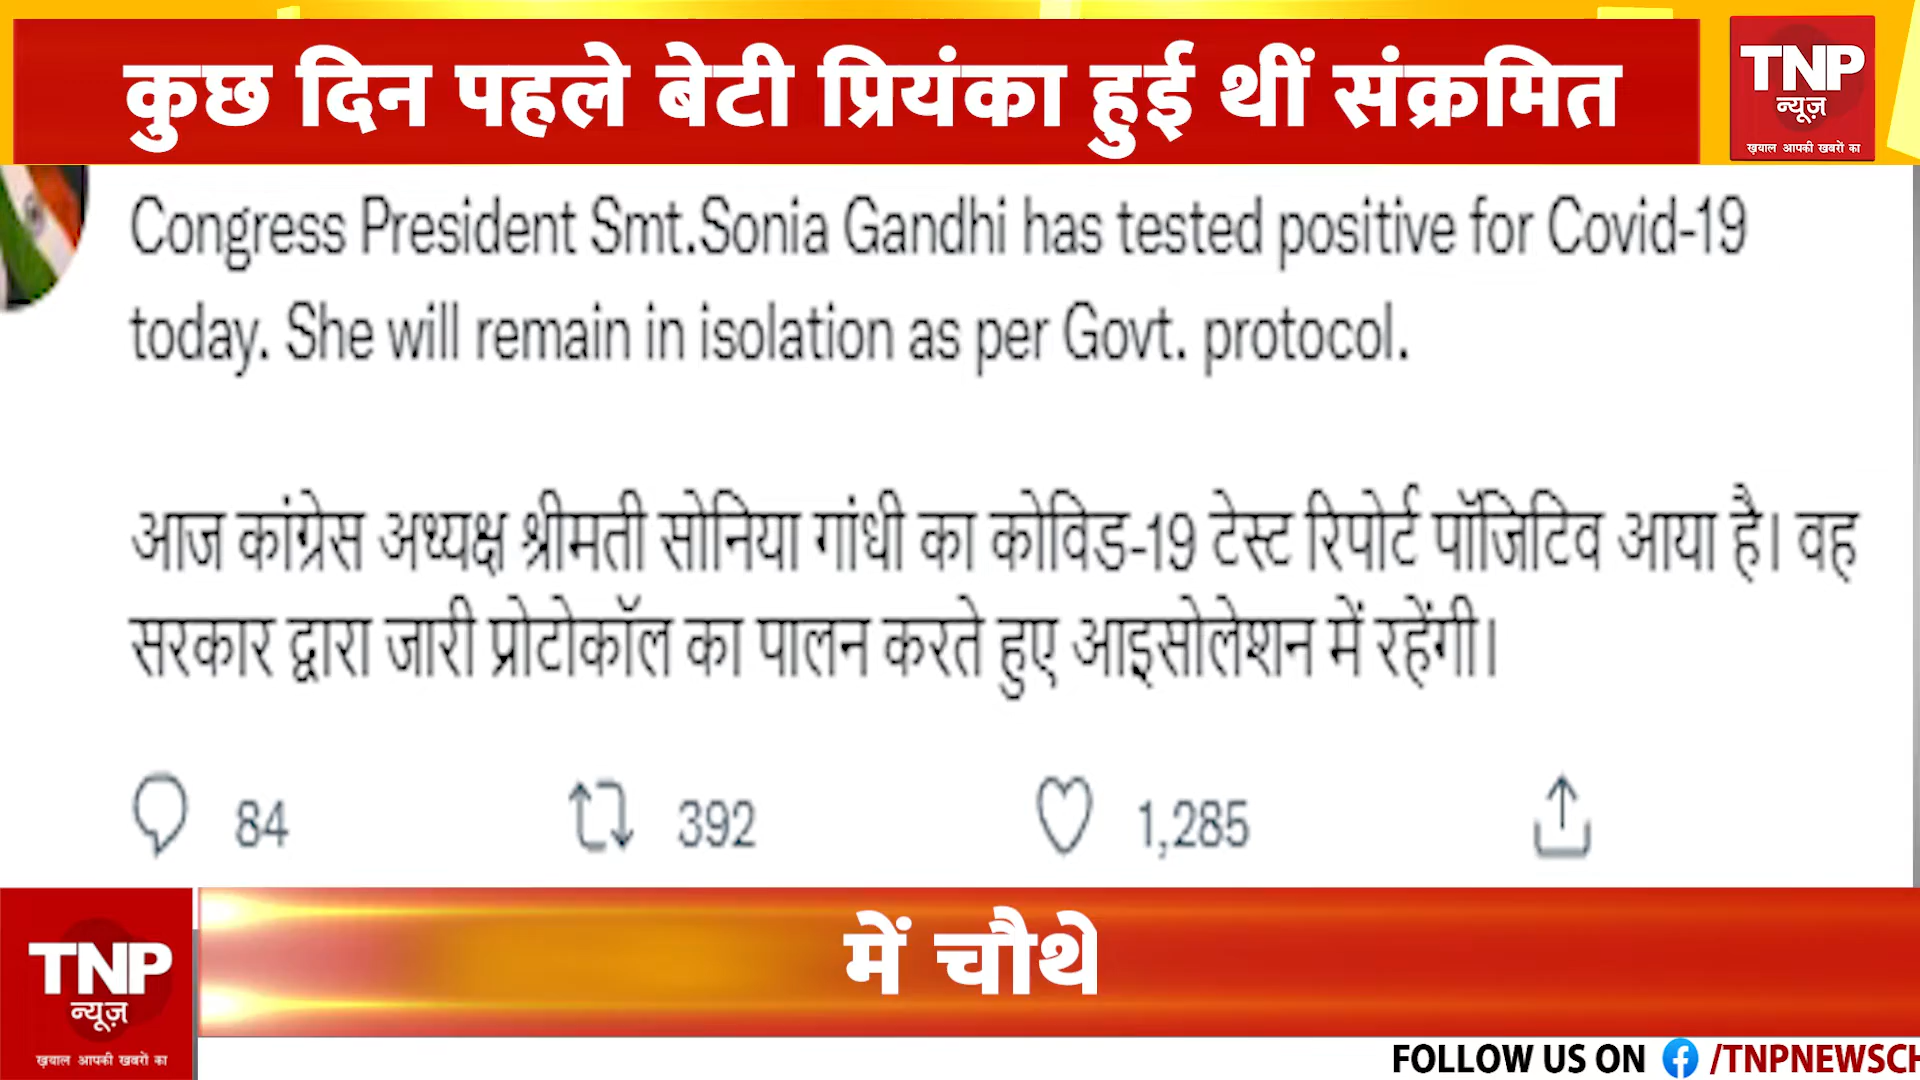 कुछ दिन पहले बेटी प्रियंका हुई थीं संक्रमित
TNP
न्यूज़
ख़याल आपकी खबरों का
Congress President Smt.Sonia Gandhi has tested positive for Covid-19
today. She will remain in isolation as per Govt. protocol.
आज कांग्रेस अध्यक्ष श्रीमती सोनिया गांधी का कोविड-19 टेस्ट रिपोर्ट पॉजिटिव आया है। वह
सरकार द्वारा जारी प्रोटोकॉल का पालन करते हुए आइसोलेशन में रहेंगी।
84 392 1,285
में चौथे
TNP
न्यूज़
ख़याल आपकी खबरों का
FOLLOW US ON /TNPNEWSCH